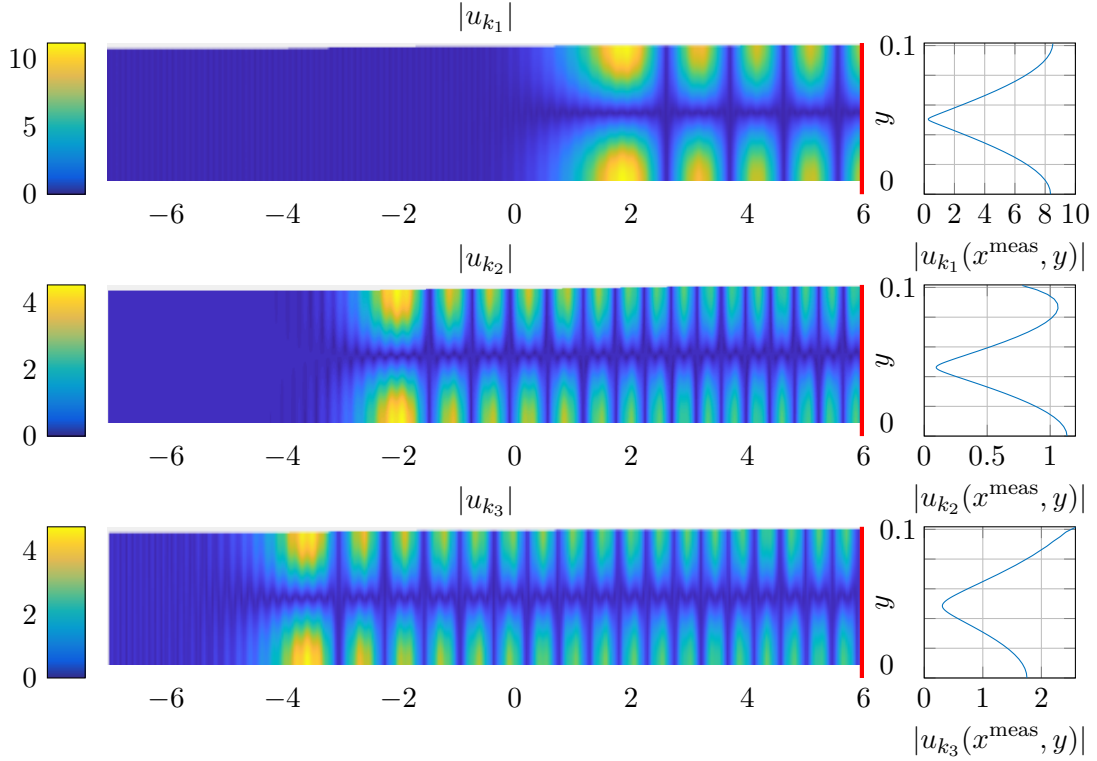 |u_{k_1}|
10
5
0
−6 −4 −2 0 2 4 6
y
0.1
0
0 2 4 6 8 10
|u_{k_1}(x^{meas}, y)|
|u_{k_2}|
4
2
0
−6 −4 −2 0 2 4 6
y
0.1
0
0 0.5 1
|u_{k_2}(x^{meas}, y)|
|u_{k_3}|
4
2
0
−6 −4 −2 0 2 4 6
y
0.1
0
0 1 2
|u_{k_3}(x^{meas}, y)|